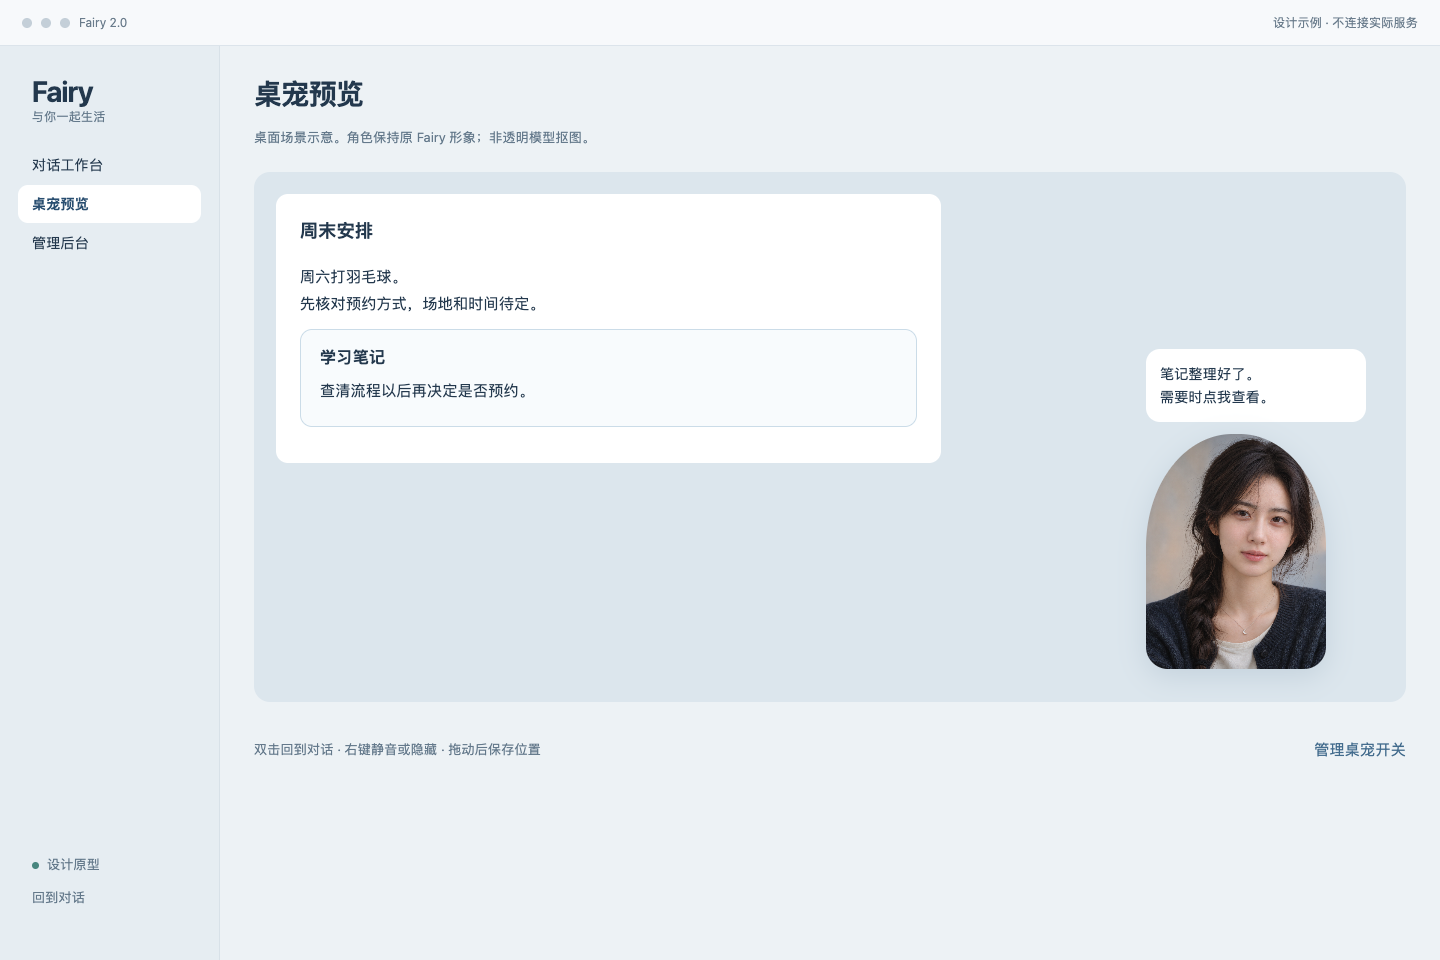 Fairy 2.0
设计示例 · 不连接实际服务
Fairy
与你一起生活
对话工作台
桌宠预览
管理后台
设计原型
回到对话
桌宠预览
桌面场景示意。角色保持原 Fairy 形象；非透明模型抠图。
周末安排
周六打羽毛球。
先核对预约方式，场地和时间待定。
学习笔记
查清流程以后再决定是否预约。
笔记整理好了。
需要时点我查看。
双击回到对话 · 右键静音或隐藏 · 拖动后保存位置
管理桌宠开关